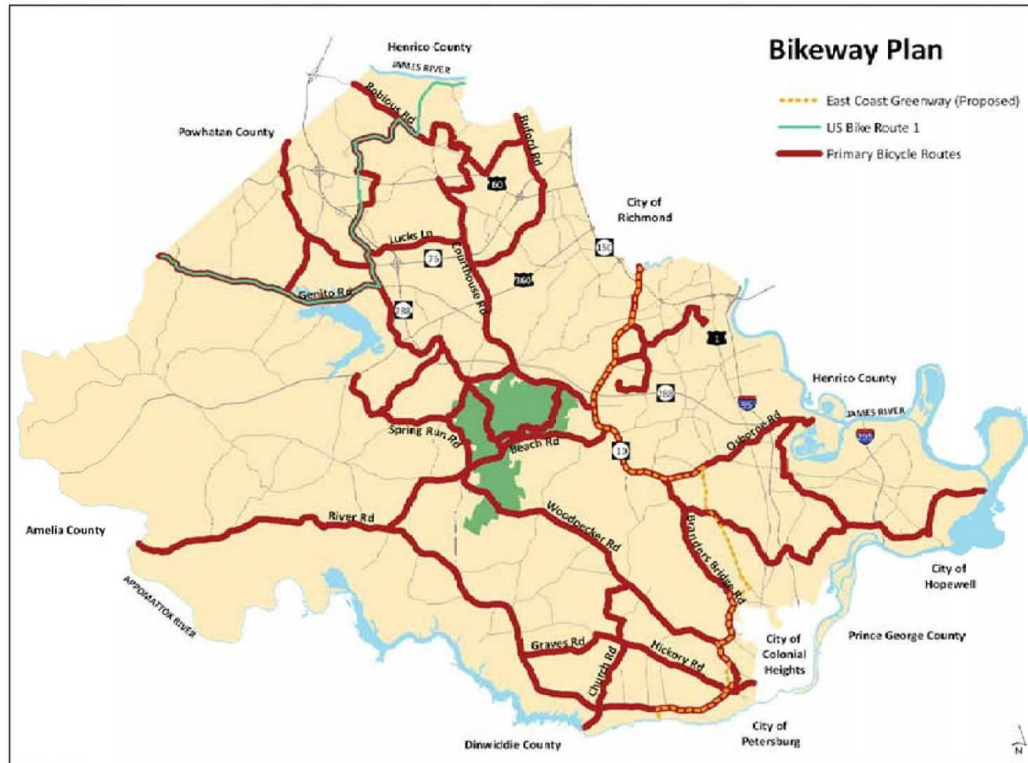 Bikeway Plan
East Coast Greenway (Proposed)
US Bike Route 1
Primary Bicycle Routes
Henrico County
JAMES RIVER
Robious Rd
Buford Rd
Powhatan County
60
City of
Richmond
Lucks Ln
76
150
Courthouse Rd
360
Genito Rd
288
1
Henrico County
288
95
JAMES RIVER
Osborne Rd
295
Spring Run Rd
Beach Rd
10
Amelia County
River Rd
Woodpecker Rd
Branders Bridge Rd
City of
Hopewell
APPOMATTOX RIVER
Prince George County
City of
Colonial
Heights
Graves Rd
Church Rd
Hickory Rd
City of
Petersburg
Dinwiddie County
N